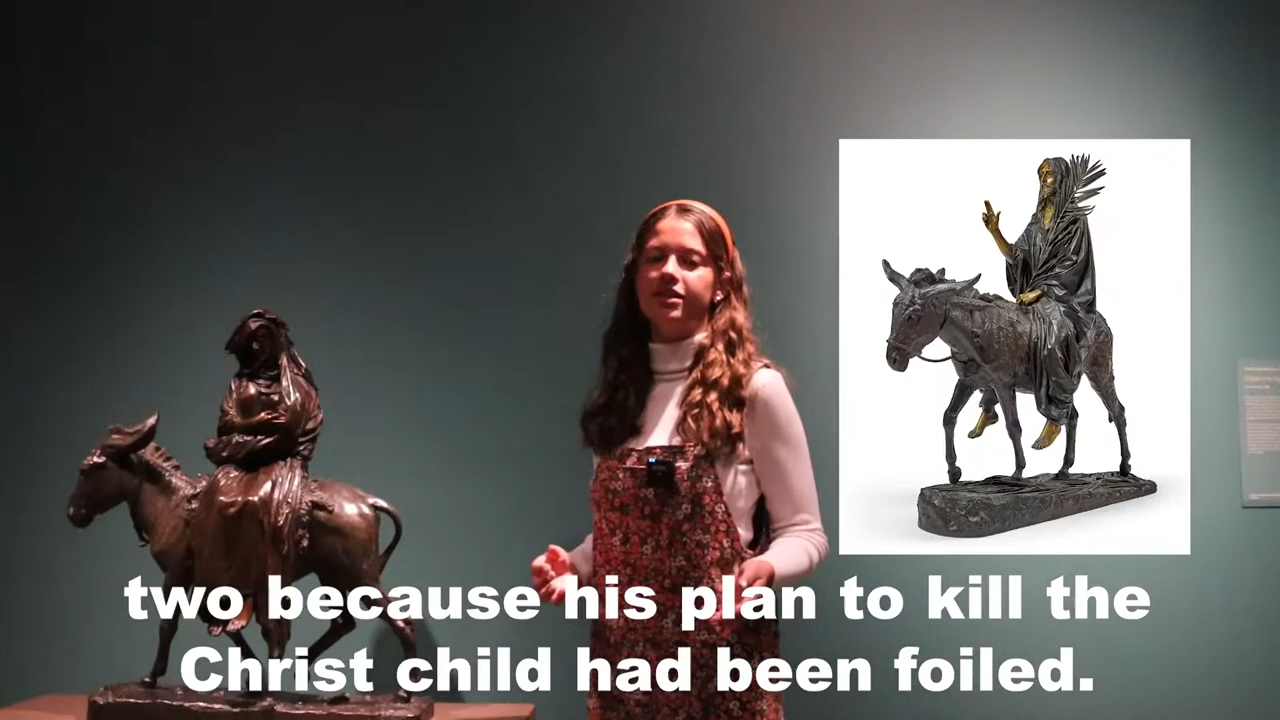 two because his plan to kill the
Christ child had been foiled.